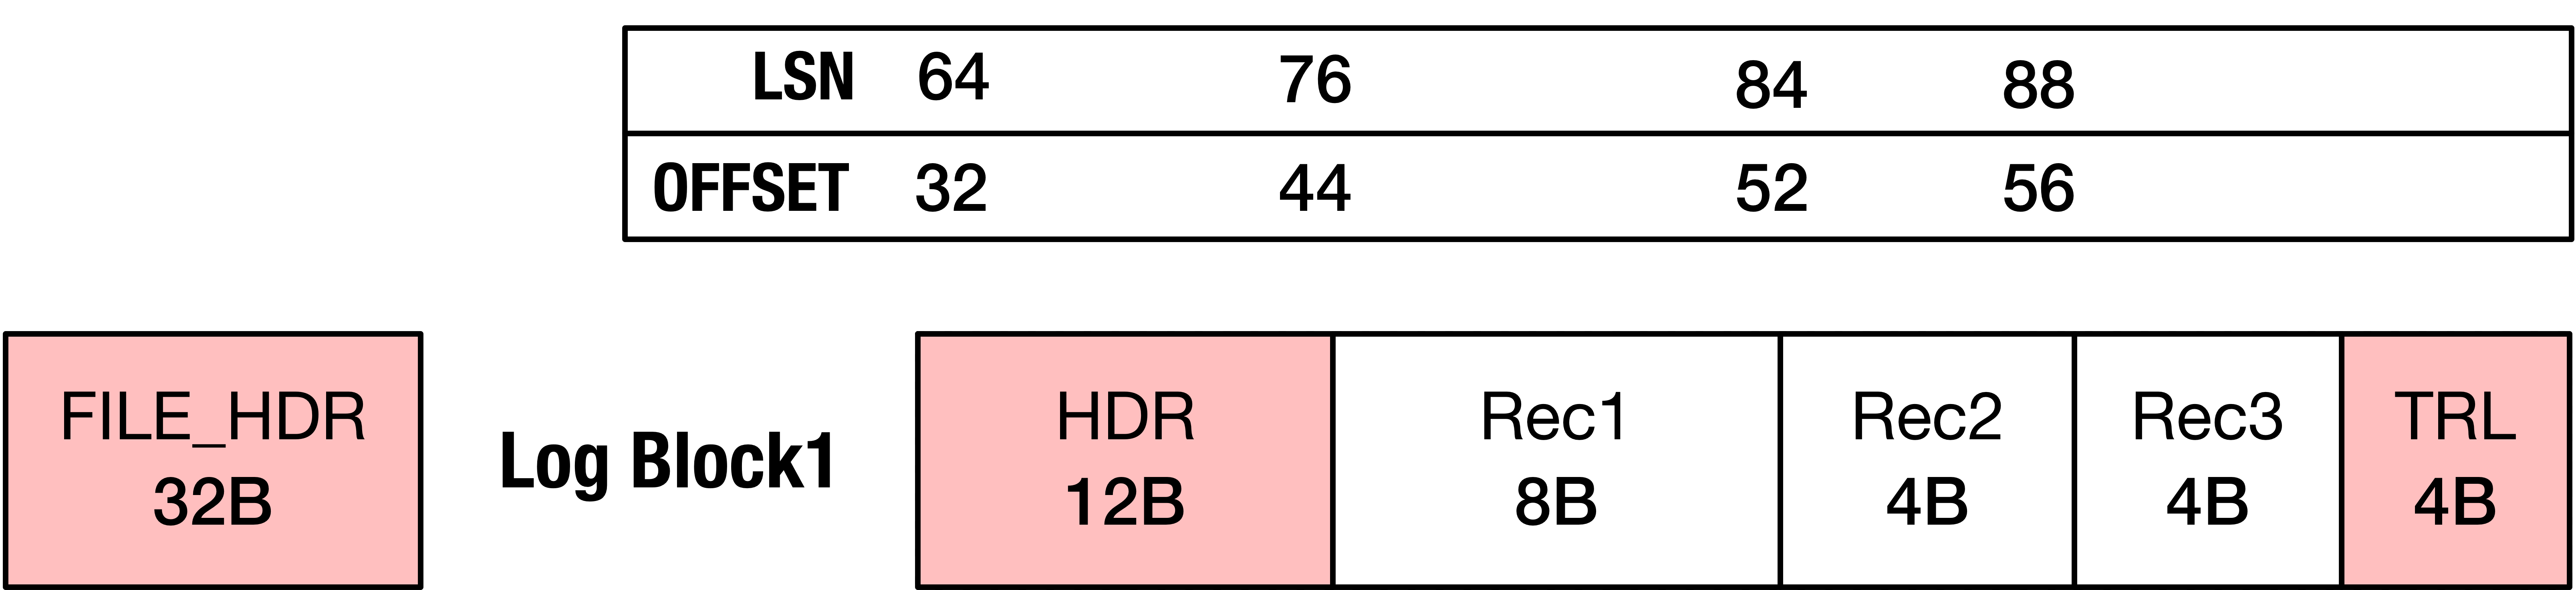 LSN 64 76 84 88
OFFSET 32 44 52 56
FILE_HDR
32B
Log Block1
HDR
12B
Rec1
8B
Rec2
4B
Rec3
4B
TRL
4B